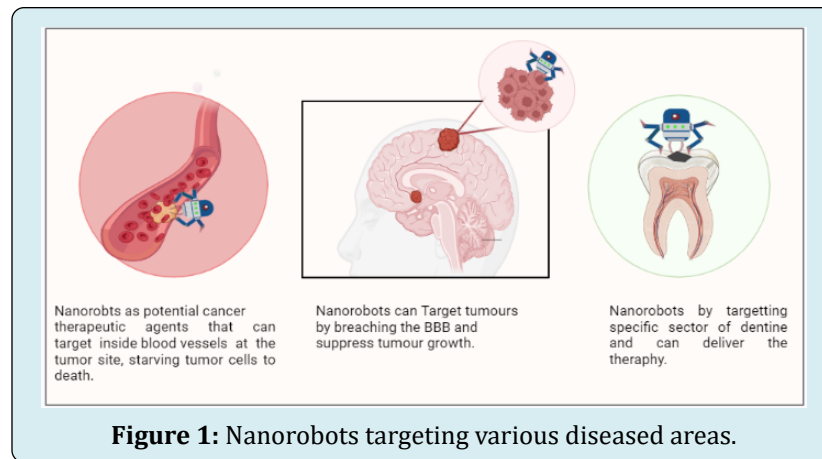 Nanorobts as potential cancer
therapeutic agents that can
target inside blood vessels at the
tumor site, starving tumor cells to
death.
Nanorobots can Target tumours
by breaching the BBB and
suppress tumour growth.
Nanorobots by targetting
specific sector of dentine
and can deliver the
theraphy.
Figure 1: Nanorobots targeting various diseased areas.